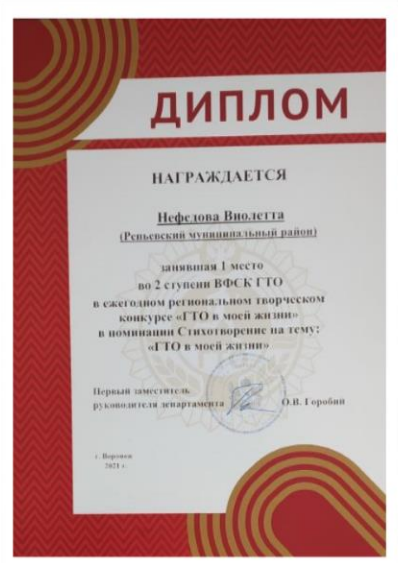 ДИПЛОМ
НАГРАЖДАЕТСЯ
Нефедова Виолетта
(Репьевский муниципальный район)
занявшая 1 место
во 2 ступени ВФСК ГТО
в ежегодном региональном творческом
конкурсе «ГТО в моей жизни»
в номинации Стихотворение на тему:
«ГТО в моей жизни»
Первый заместитель
руководителя департамента
О.В. Горобий
г. Воронеж
2021 г.